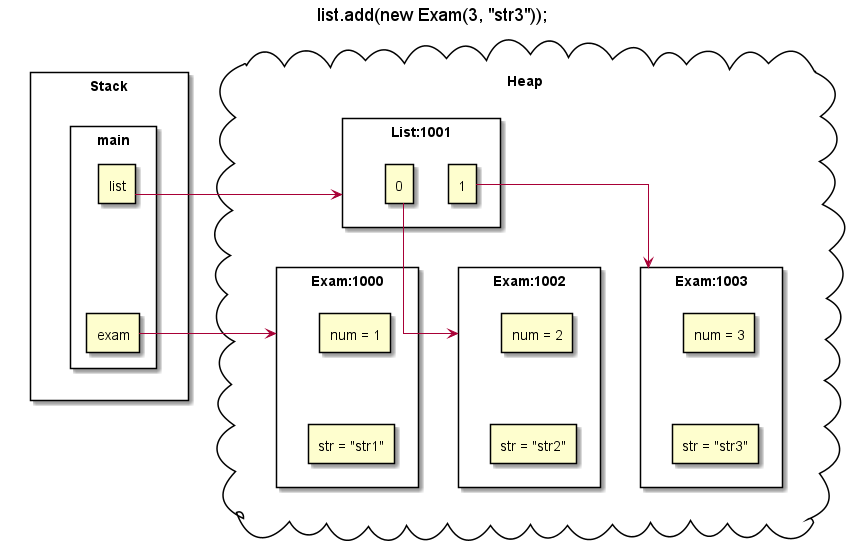 list.add(new Exam(3, "str3"));
Stack
Heap
main
List:1001
list
0
1
Exam:1000
Exam:1002
Exam:1003
exam
num = 1
num = 2
num = 3
str = "str1"
str = "str2"
str = "str3"